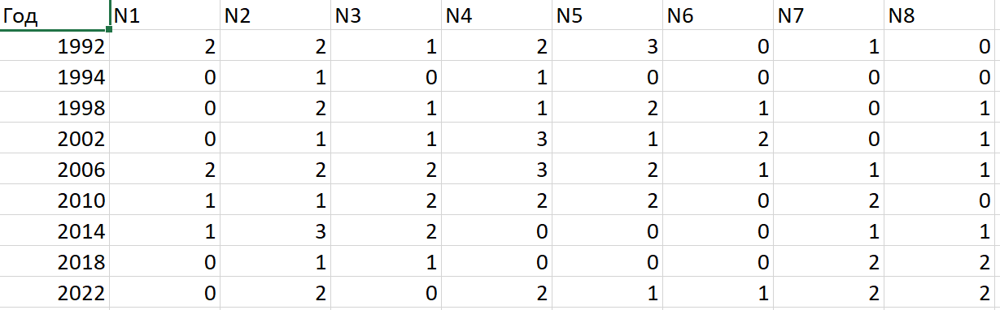 Год N1 N2 N3 N4 N5 N6 N7 N8
1992 2 2 1 2 3 0 1 0
1994 0 1 0 1 0 0 0 0
1998 0 2 1 1 2 1 0 1
2002 0 1 1 3 1 2 0 1
2006 2 2 2 3 2 1 1 1
2010 1 1 2 2 2 0 2 0
2014 1 3 2 0 0 0 1 1
2018 0 1 1 0 0 0 2 2
2022 0 2 0 2 1 1 2 2